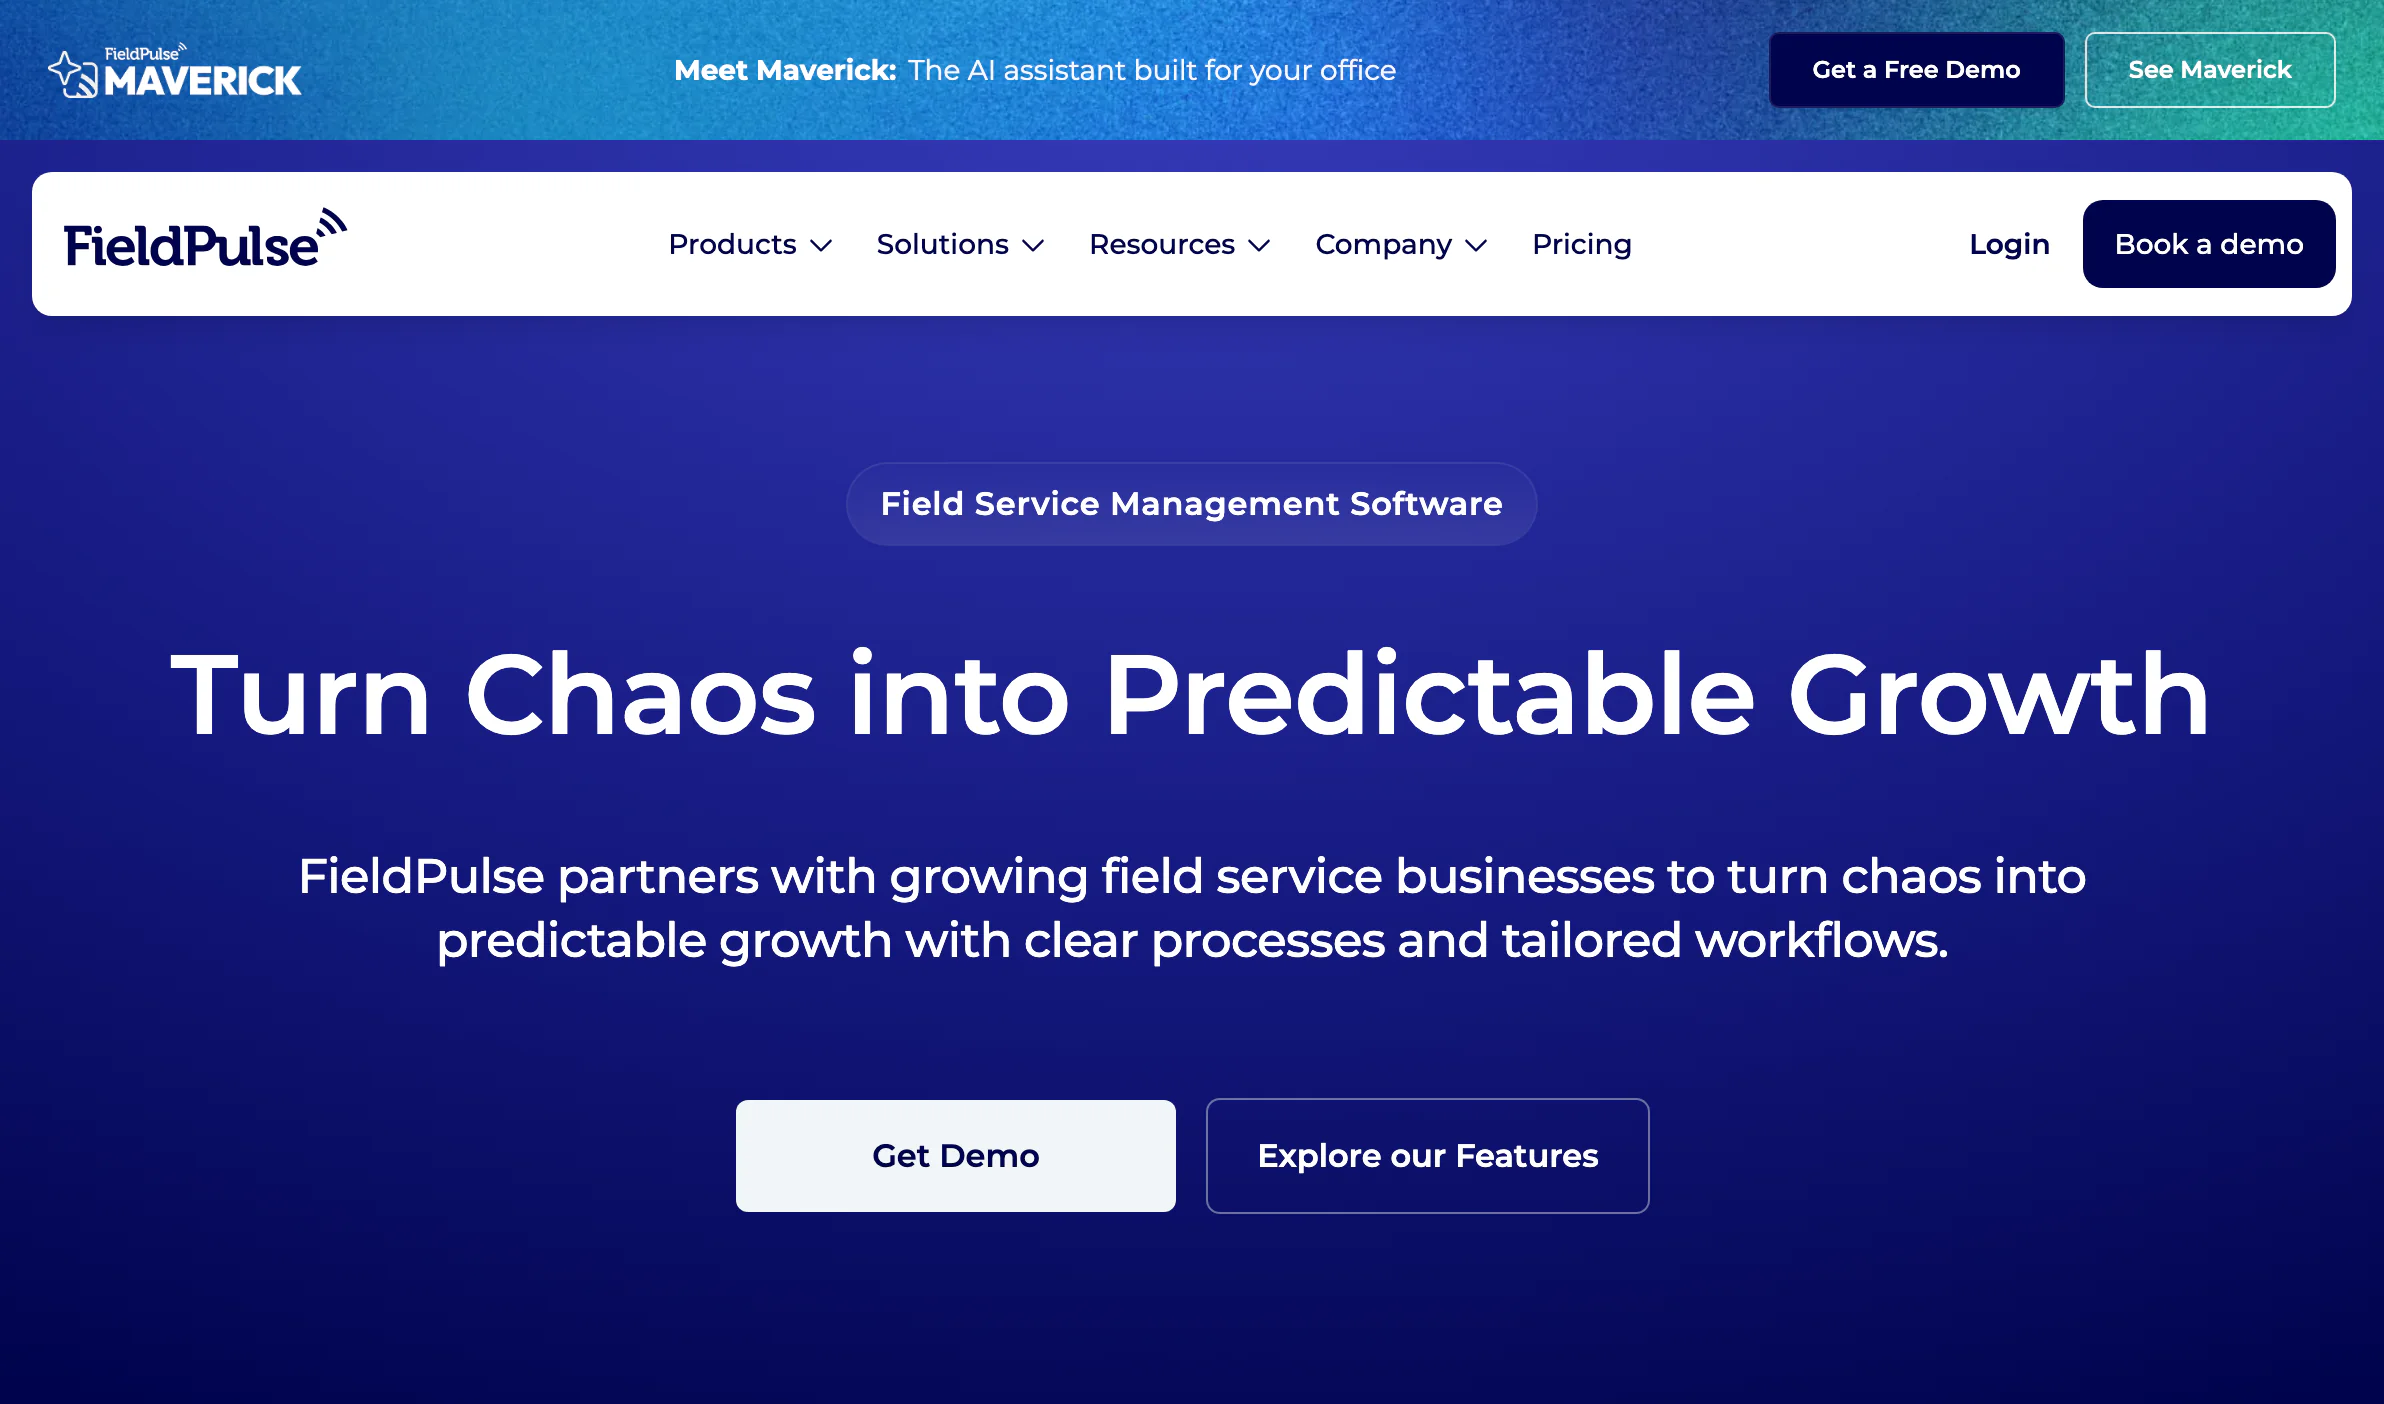 FieldPulse
MAVERICK
Meet Maverick: The AI assistant built for your office
Get a Free Demo
See Maverick
FieldPulse
Products
Solutions
Resources
Company
Pricing
Login
Book a demo
Field Service Management Software
Turn Chaos into Predictable Growth
FieldPulse partners with growing field service businesses to turn chaos into
predictable growth with clear processes and tailored workflows.
Get Demo
Explore our Features